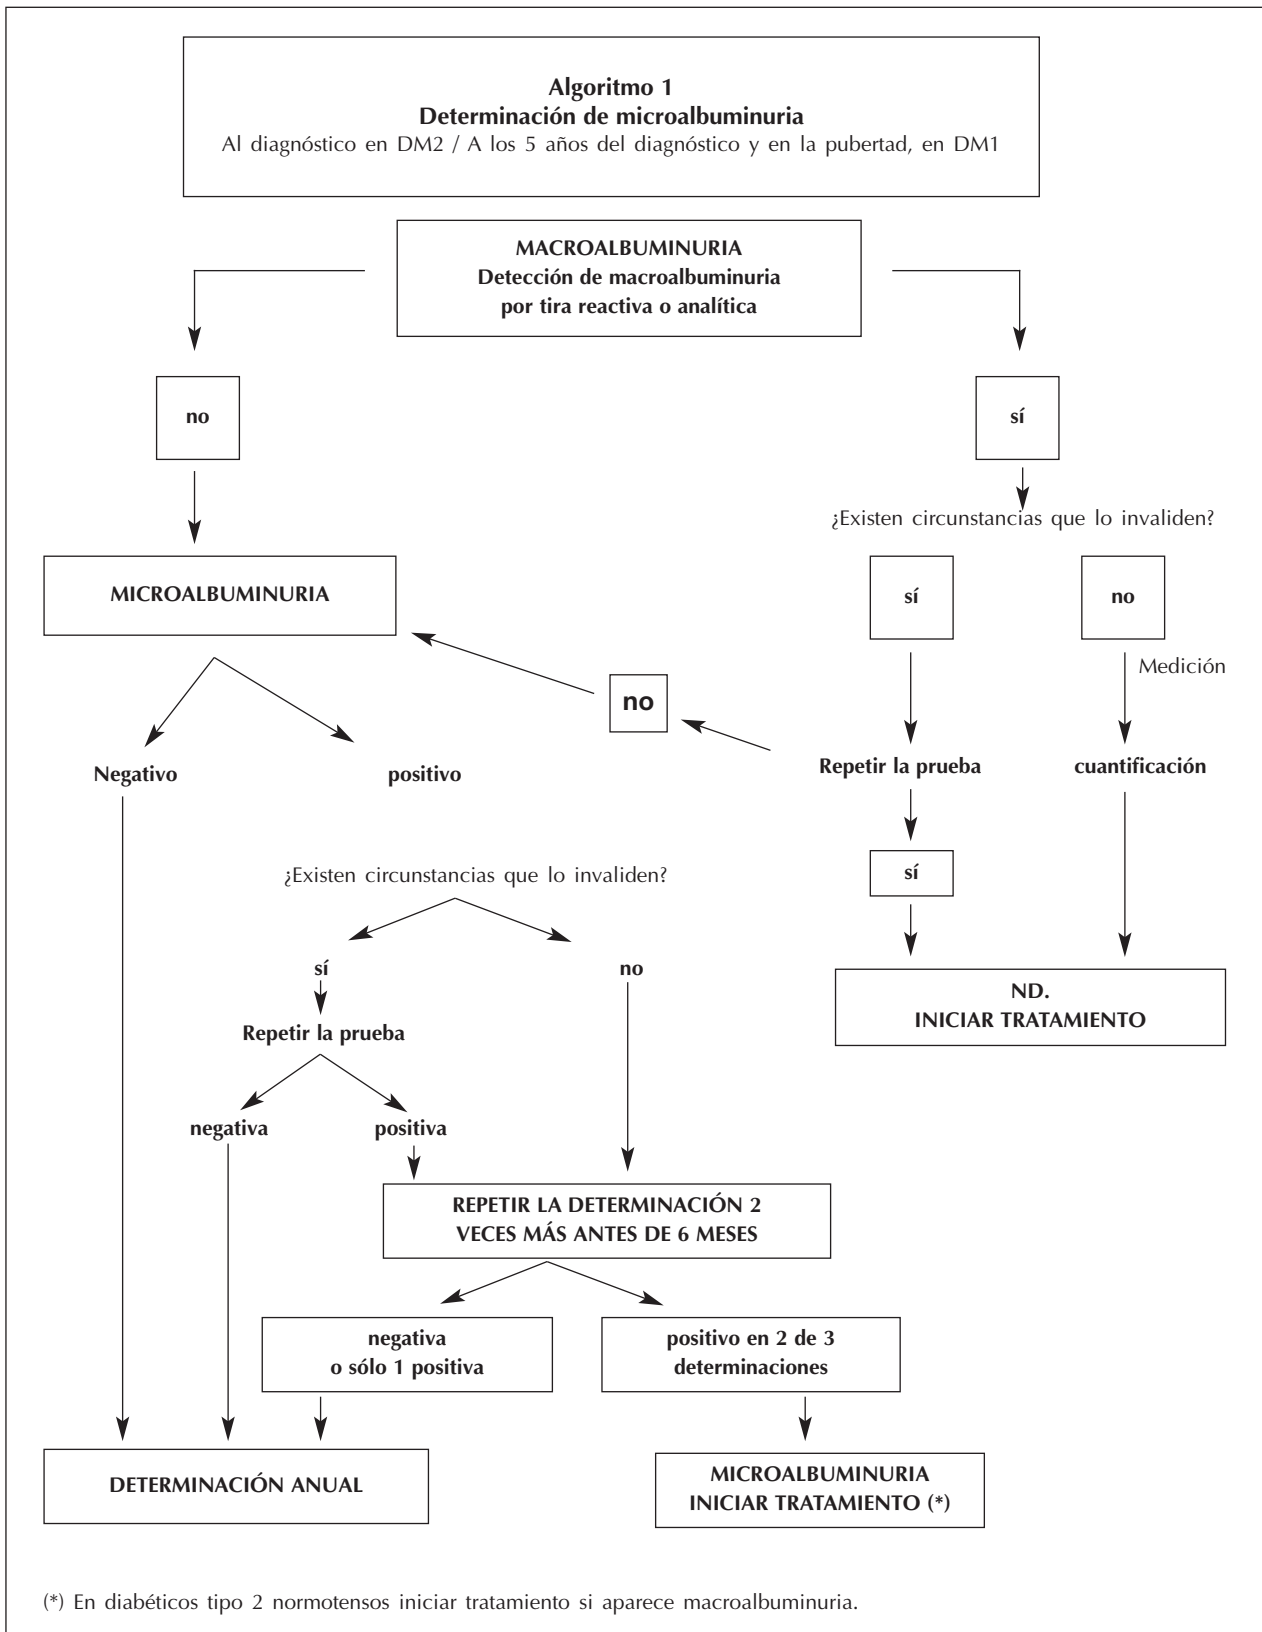 Algoritmo 1
Determinación de microalbuminuria
Al diagnóstico en DM2 / A los 5 años del diagnóstico y en la pubertad, en DM1
MACROALBUMINURIA
Detección de macroalbuminuria
por tira reactiva o analítica
no
sí
¿Existen circunstancias que lo invaliden?
MICROALBUMINURIA
sí
no
Medición
no
Negativo
positivo
Repetir la prueba
cuantificación
sí
¿Existen circunstancias que lo invaliden?
sí
no
ND.
INICIAR TRATAMIENTO
Repetir la prueba
negativa
positiva
REPETIR LA DETERMINACIÓN 2
VECES MÁS ANTES DE 6 MESES
negativa
o sólo 1 positiva
positivo en 2 de 3
determinaciones
DETERMINACIÓN ANUAL
MICROALBUMINURIA
INICIAR TRATAMIENTO (*)
(*) En diabéticos tipo 2 normotensos iniciar tratamiento si aparece macroalbuminuria.